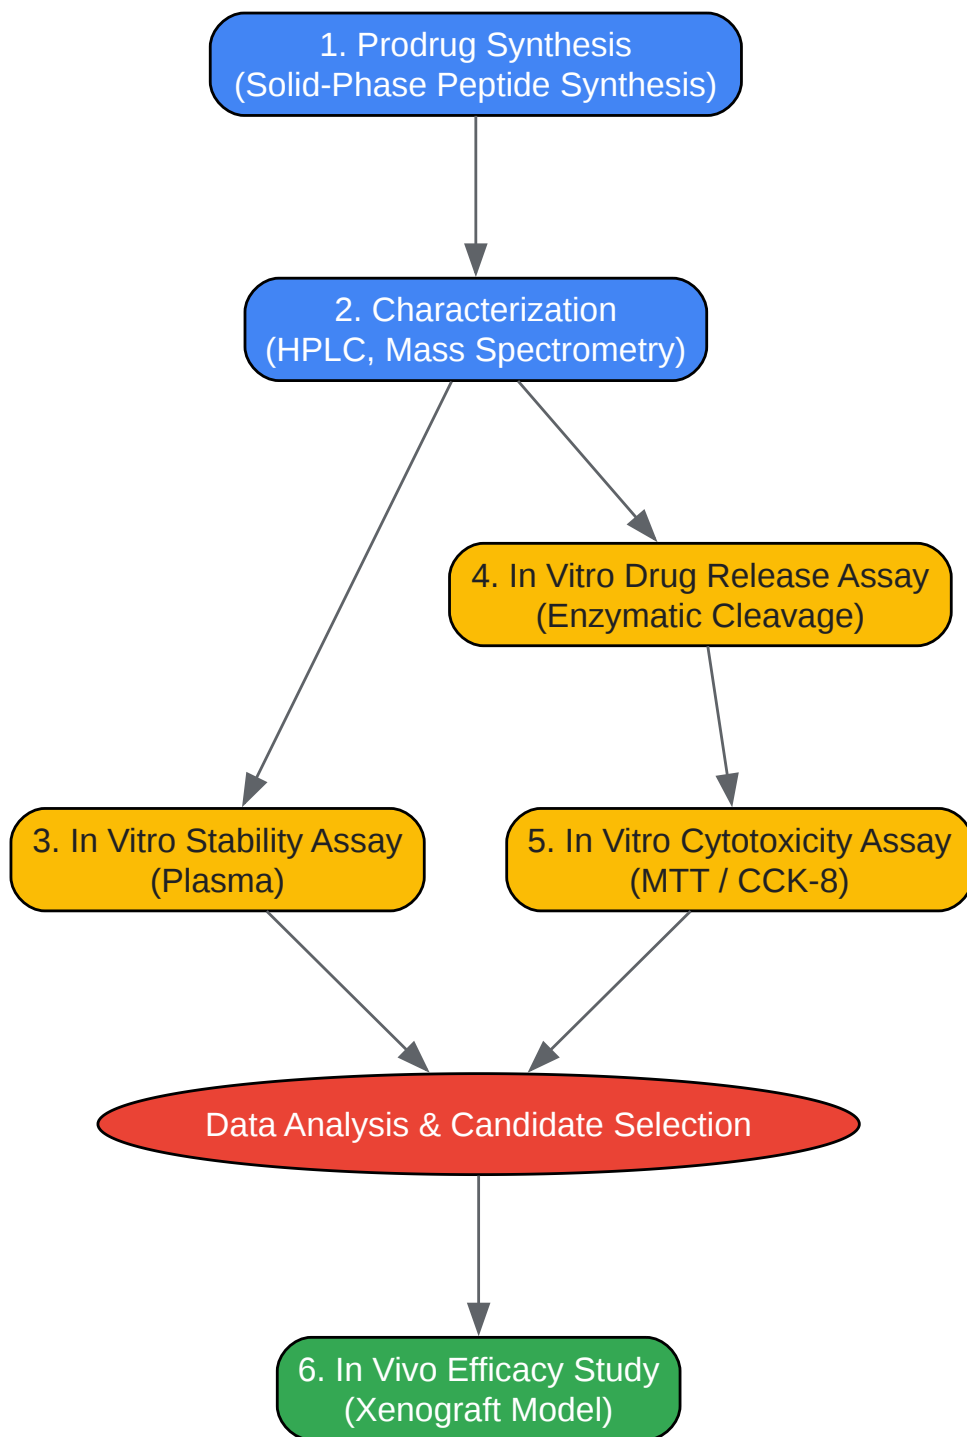 1. Prodrug Synthesis
(Solid-Phase Peptide Synthesis)
2. Characterization
(HPLC, Mass Spectrometry)
4. In Vitro Drug Release Assay
(Enzymatic Cleavage)
3. In Vitro Stability Assay
(Plasma)
5. In Vitro Cytotoxicity Assay
(MTT / CCK-8)
Data Analysis & Candidate Selection
6. In Vivo Efficacy Study
(Xenograft Model)